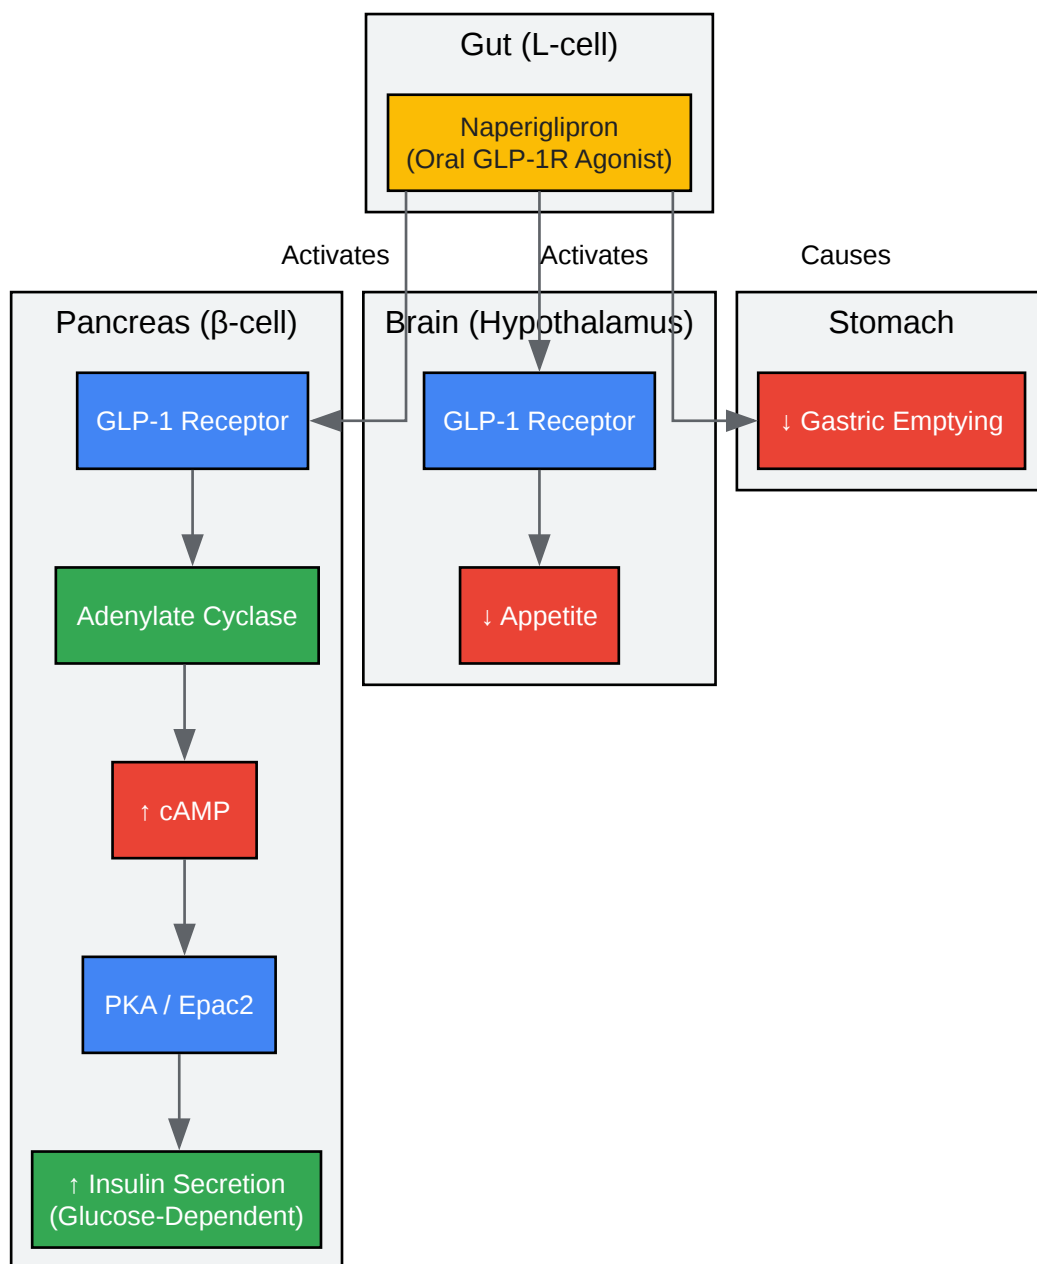 Gut (L-cell)
Naperiglipron
(Oral GLP-1R Agonist)
Activates
Activates
Causes
Pancreas (β-cell)
Brain (Hypothalamus)
Stomach
GLP-1 Receptor
GLP-1 Receptor
↓ Gastric Emptying
Adenylate Cyclase
↓ Appetite
↑ cAMP
PKA / Epac2
↑ Insulin Secretion
(Glucose-Dependent)